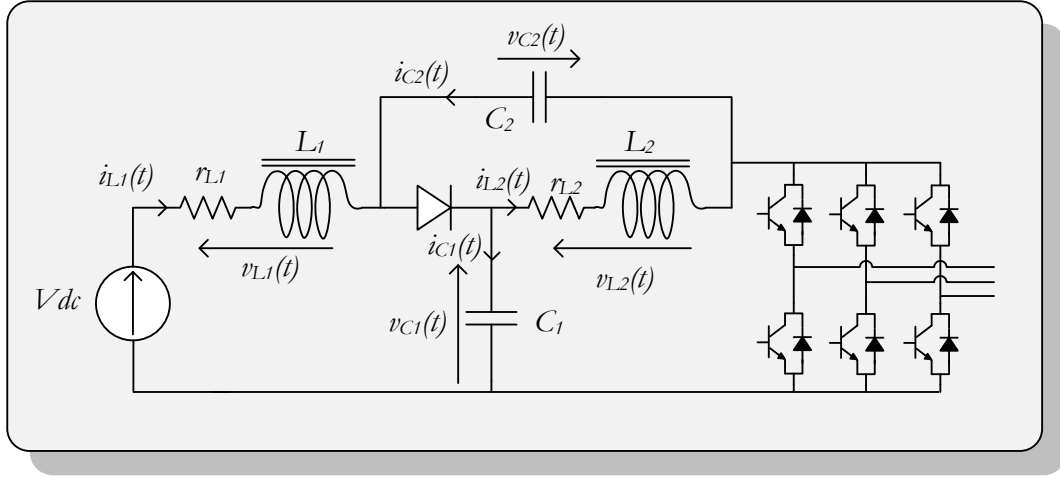 vC2(t)
iC2(t)
C2
L1
L2
iL1(t)
rL1
iL2(t)
rL2
iC1(t)
vL1(t)
vL2(t)
Vdc
vC1(t)
C1